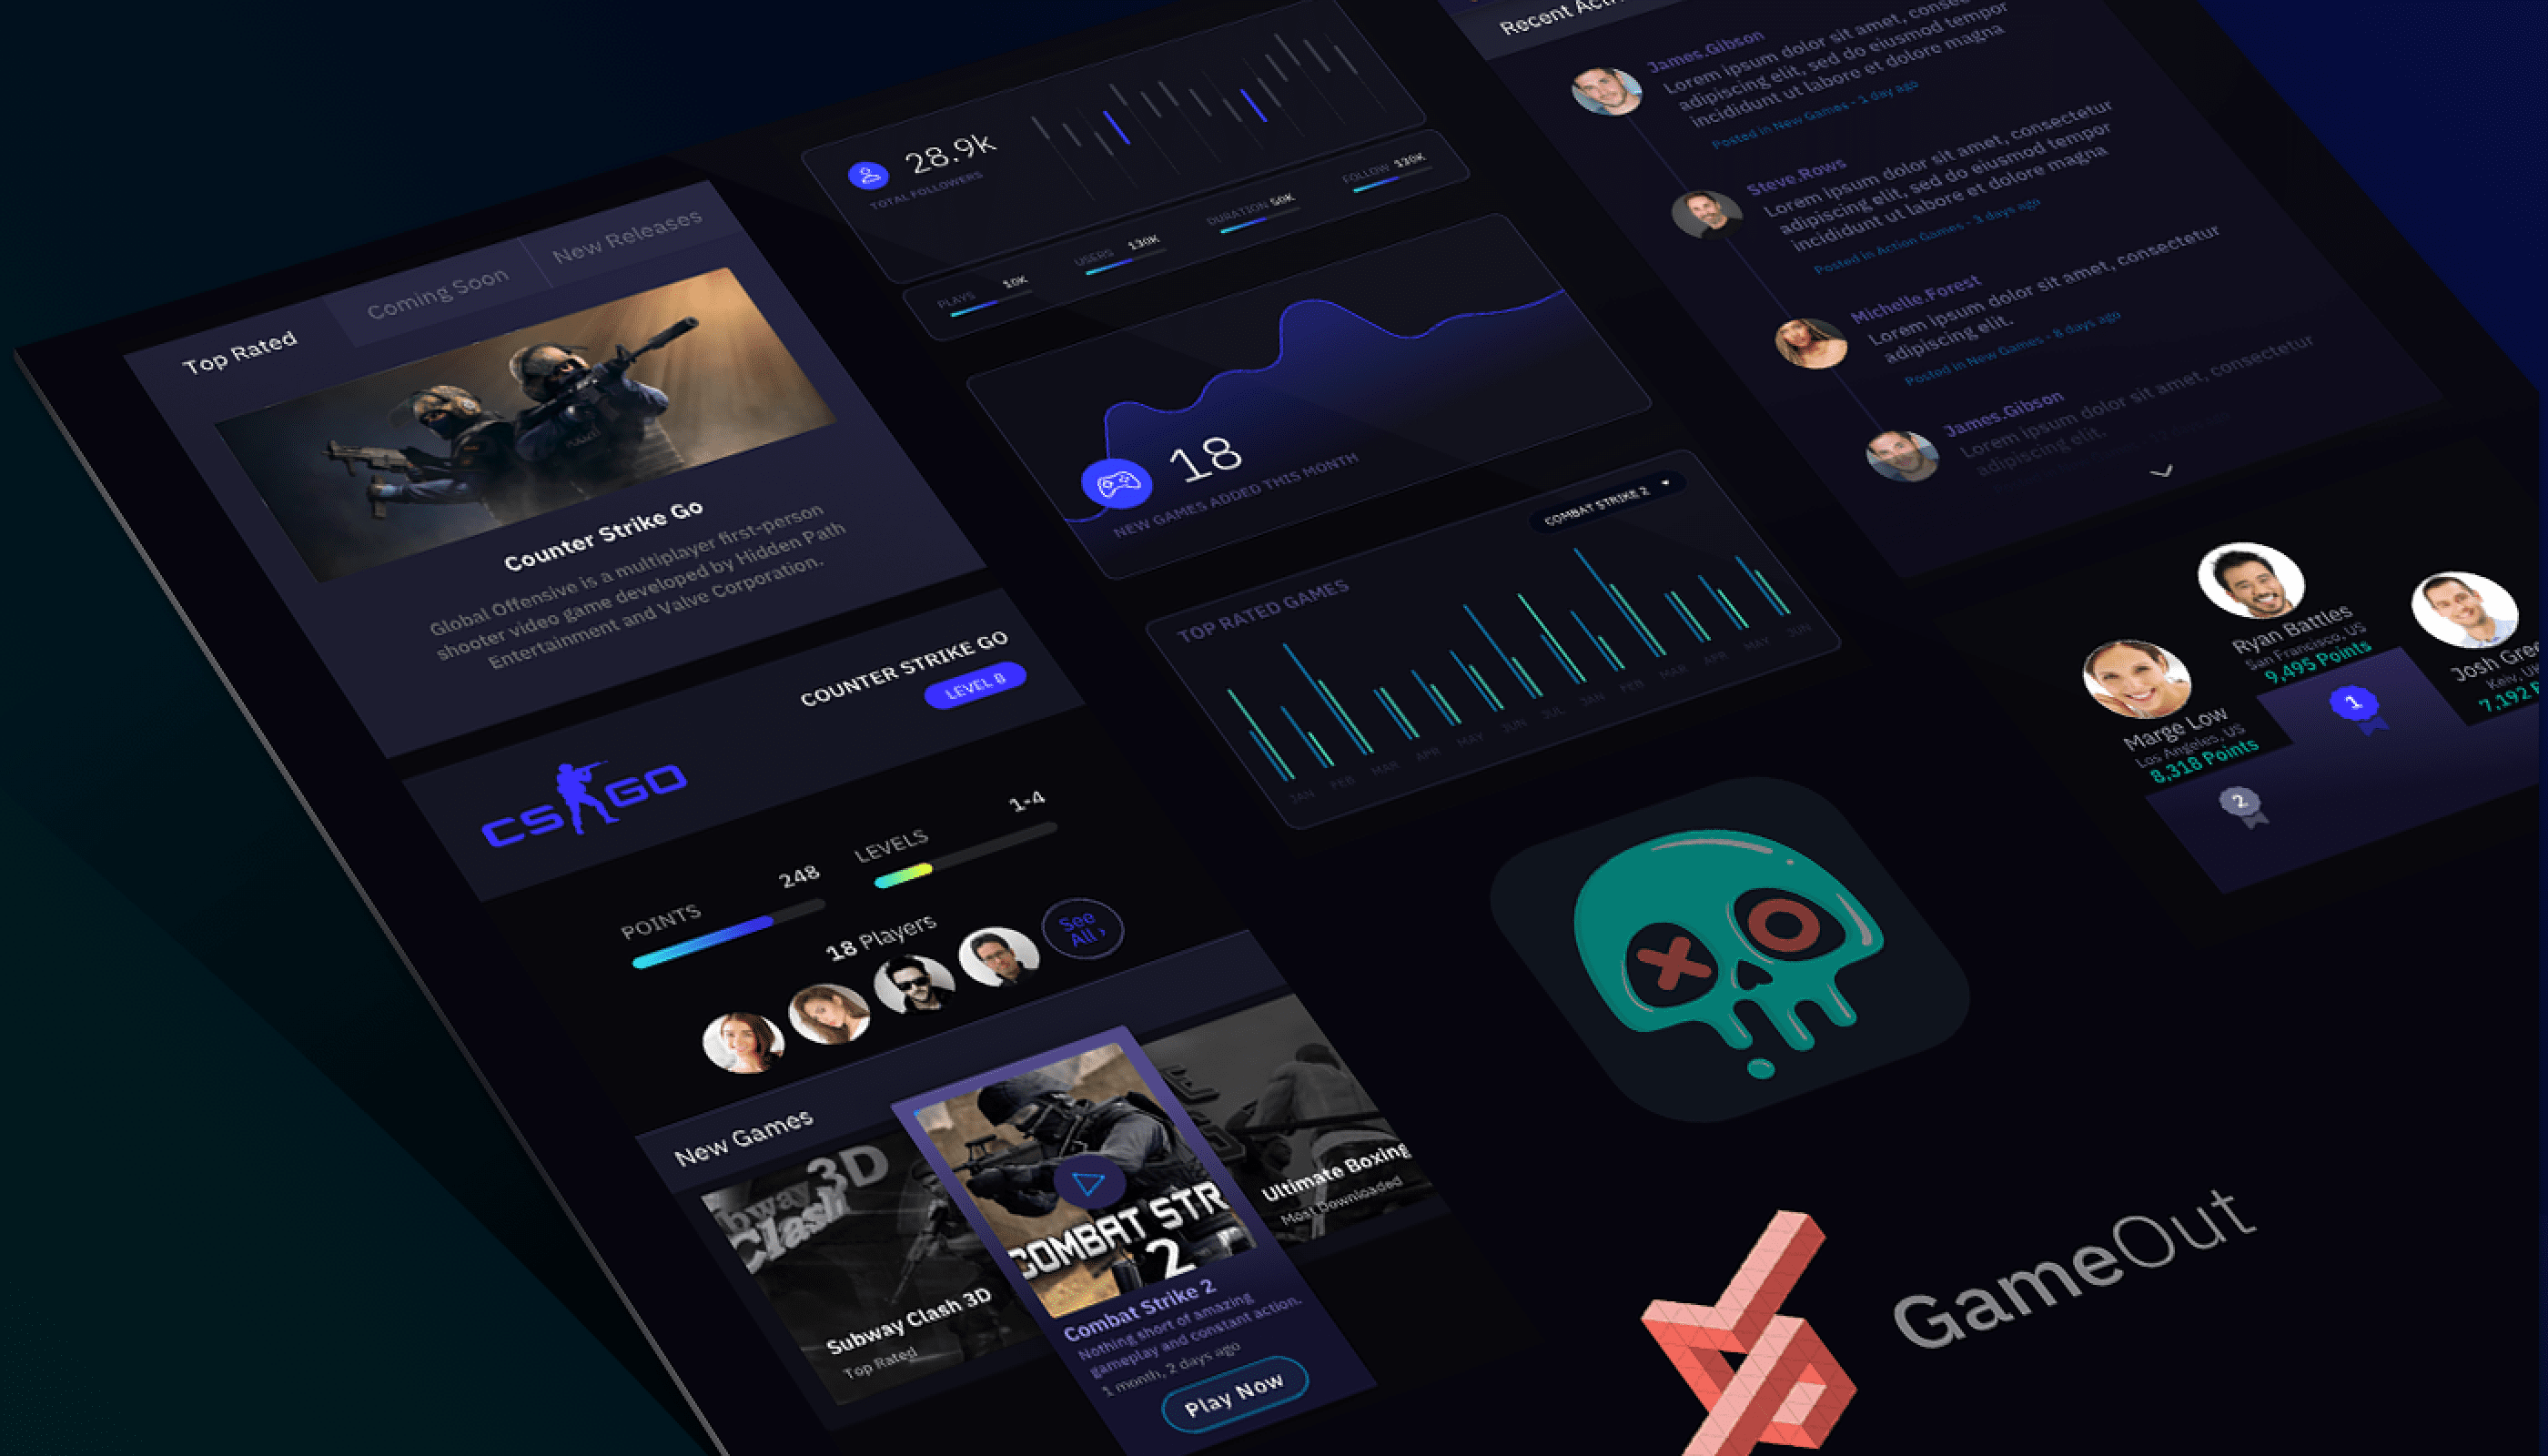 Top Rated
Coming Soon
New Releases
Counter Strike Go
Global Offensive is a multiplayer first-person
shooter video game developed by Hidden Path
Entertainment and Valve Corporation.
COUNTER STRIKE GO
LEVEL 8
CS GO
POINTS 248
LEVELS 1-4
18 Players
See
All ›
New Games
Subway 3D
Clash
Subway Clash 3D
Top Rated
COMBAT STR
2
Combat Strike 2
Nothing short of amazing
gameplay and constant action.
1 month, 2 days ago
Play Now
Ultimate Boxing
Most Downloaded
28.9k
TOTAL FOLLOWERS
PLAYS 10K
USERS 130K
DURATION 50K
FOLLOW 130K
18
NEW GAMES ADDED THIS MONTH
TOP RATED GAMES
COMBAT STRIKE 2
JAN FEB MAR APR MAY JUN JUL JAN FEB MAR APR MAY JUN
Recent
James.Gibson
Lorem ipsum dolor sit amet,
adipiscing elit, sed do eiusmod tempor
incididunt ut labore et dolore magna
Posted in New Games - 1 day ago
Steve.Rows
Lorem ipsum dolor sit amet, consectetur
adipiscing elit, sed do eiusmod tempor
incididunt ut labore et dolore magna
Posted in Action Games - 3 days ago
Michelle.Forest
Lorem ipsum dolor sit amet, consectetur
adipiscing elit.
Posted in New Games - 8 days ago
James.Gibson
Lorem ipsum dolor sit amet, consectetur
adipiscing elit.
Ryan Battles
San Francisco, US
9,495 Points
1
Marge Low
Los Angeles, US
8,318 Points
2
Josh
Keiv,
7,192
GameOut